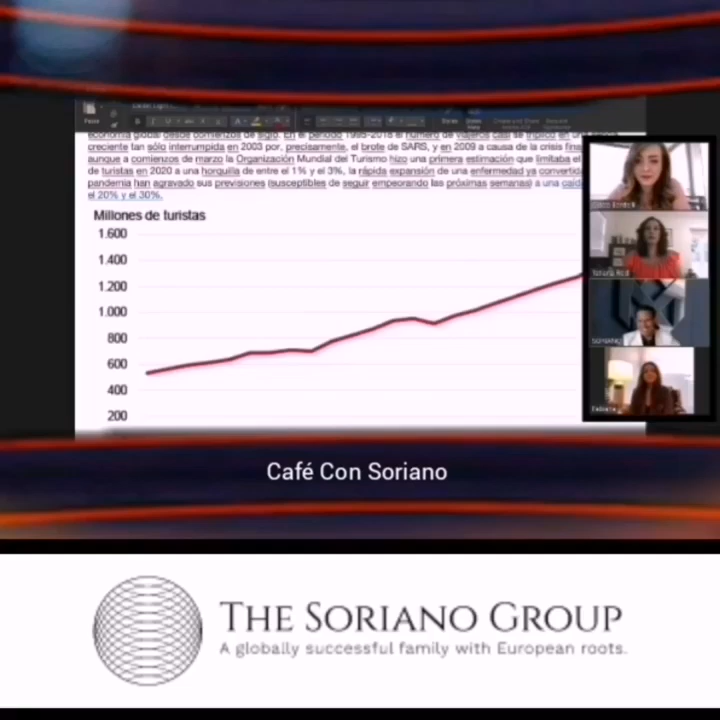 economía global desde comienzos de siglo. En el periodo 1995-2018 el número de viajeros casi se triplicó en una
creciente tan sólo interrumpida en 2003 por, precisamente, el brote de SARS, y en 2009 a causa de la crisis fina
aunque a comienzos de marzo la Organización Mundial del Turismo hizo una primera estimación que limitaba el
de turistas en 2020 a una horquilla de entre el 1% y el 3%, la rápida expansión de una enfermedad ya convertid
pandemia han agravado sus previsiones (susceptibles de seguir empeorando las próximas semanas) a una caíd
el 20% y el 30%.
Millones de turistas
1.600
1.400
1.200
1.000
800
600
400
200
SORIANO
Café Con Soriano
THE SORIANO GROUP
A globally successful family with European roots.